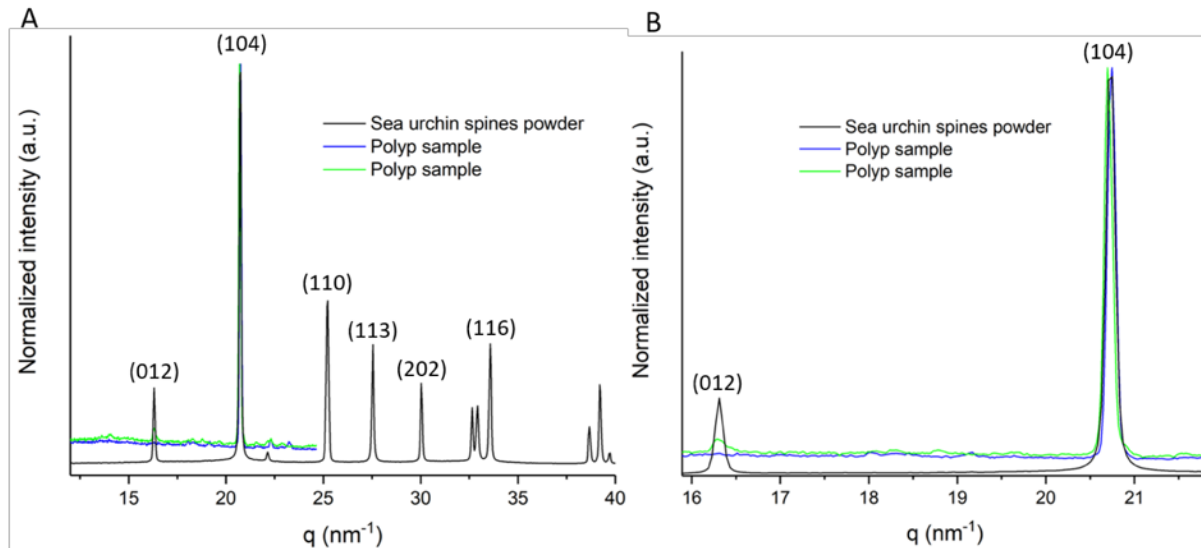 A
Normalized intensity (a.u.)
(104)
Sea urchin spines powder
Polyp sample
Polyp sample
(012)
(110)
(113)
(202)
(116)
15
20
25
30
35
40
q (nm⁻¹)
B
Normalized intensity (a.u.)
(104)
Sea urchin spines powder
Polyp sample
Polyp sample
(012)
16
17
18
19
20
21
q (nm⁻¹)